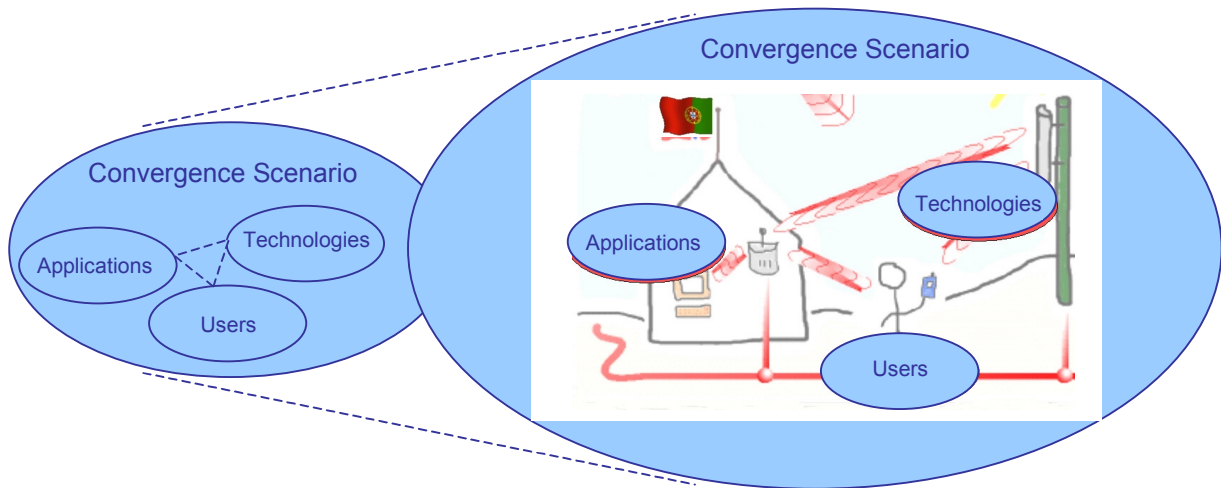 Convergence Scenario
Applications
Technologies
Users
Convergence Scenario
Applications
Technologies
Users